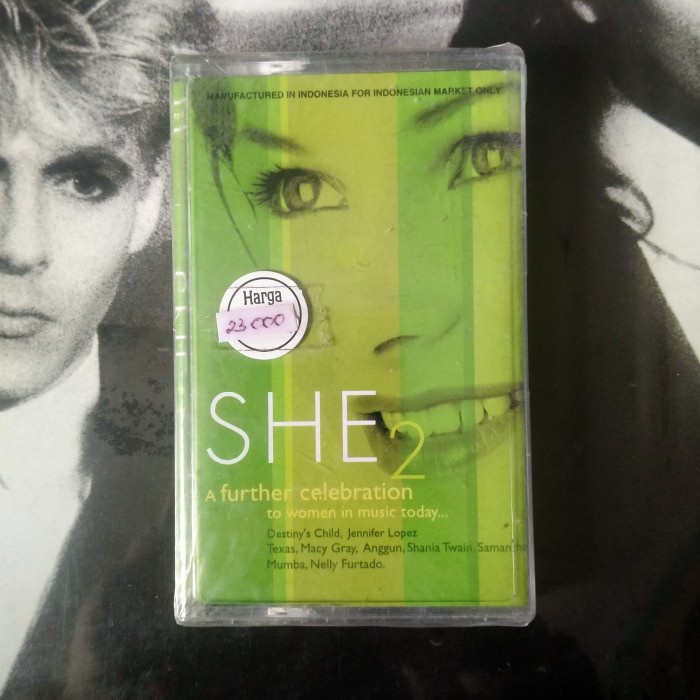 MANUFACTURED IN INDONESIA FOR INDONESIAN MARKET ONLY
Harga
23 000
SHE 2
A further celebration
to women in music today...
Destiny's Child, Jennifer Lopez
Texas, Macy Gray, Anggun, Shania Twain, Samantha
Mumba, Nelly Furtado.